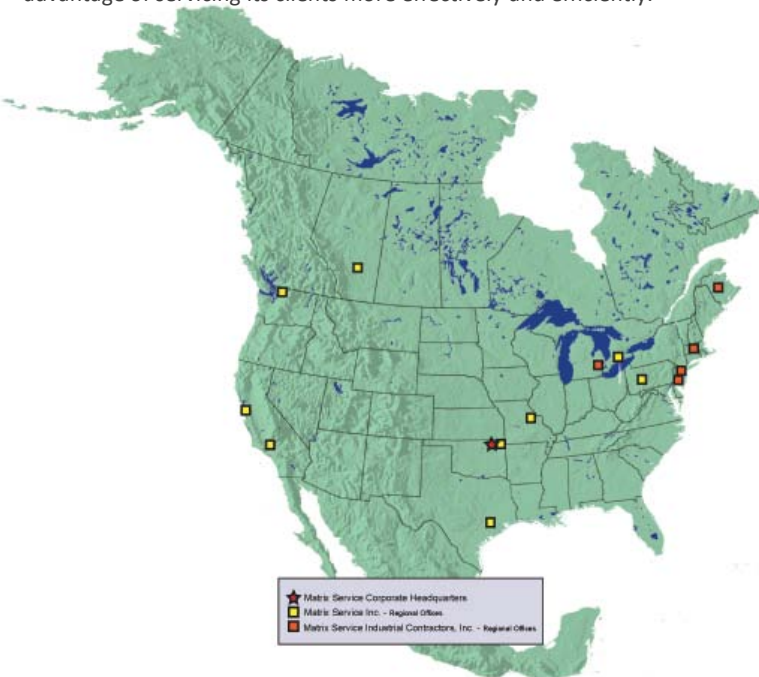 advantage of servicing its clients more effectively and efficiently.
Matrix Service Corporate Headquarters
Matrix Service Inc. - Regional Offices
Matrix Service Industrial Contractors, Inc. - Regional Offices